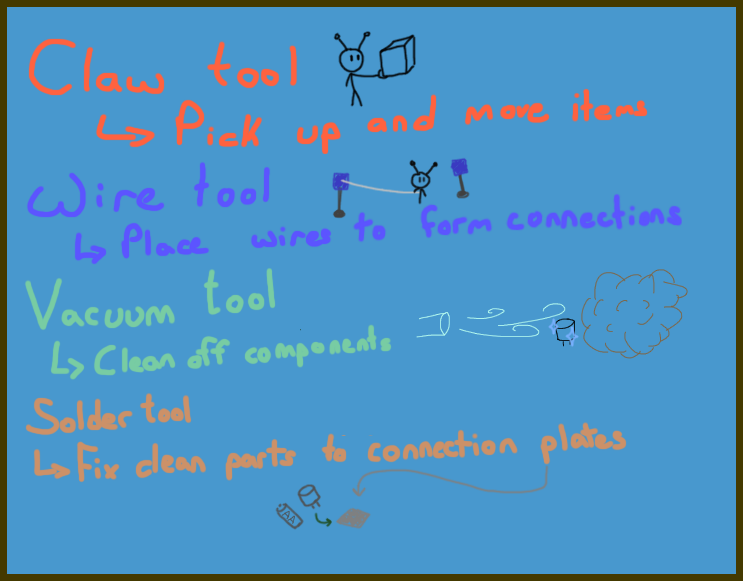 Claw tool
↳ Pick up and move items
Wire tool
↳ Place wires to form connections
Vacuum tool
↳ Clean off components
Solder tool
↳ Fix clean parts to connection plates
AA